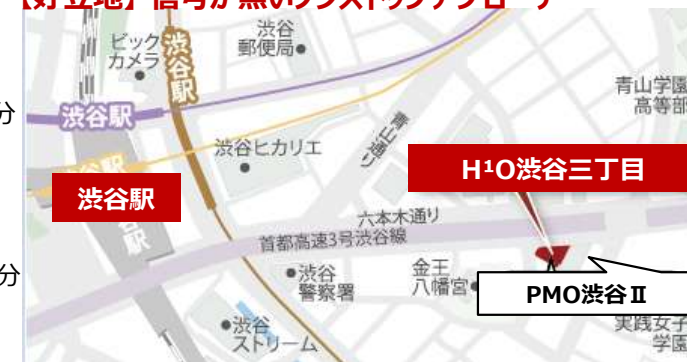 【好立地】信号が無いワンストップアプローチ
ビック
カメラ
渋谷駅
渋谷
郵便局
分
渋谷駅
青山学園
高等部
青山通り
渋谷ヒカリエ
H¹O渋谷三丁目
渋谷駅
六本木通り
首都高速3号渋谷線
分
渋谷
警察署
金王
八幡宮
PMO渋谷Ⅱ
渋谷
ストリーム
実践女子
学園